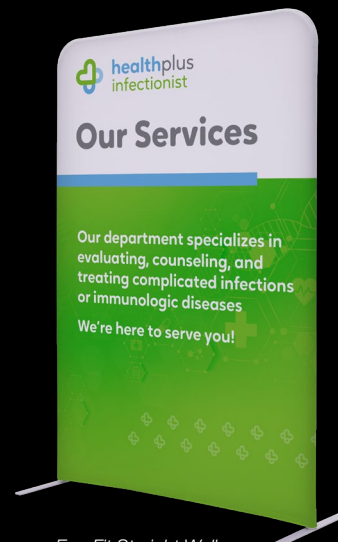 healthplus
infectionist
Our Services
Our department specializes in
evaluating, counseling, and
treating complicated infections
or immunologic diseases
We're here to serve you!